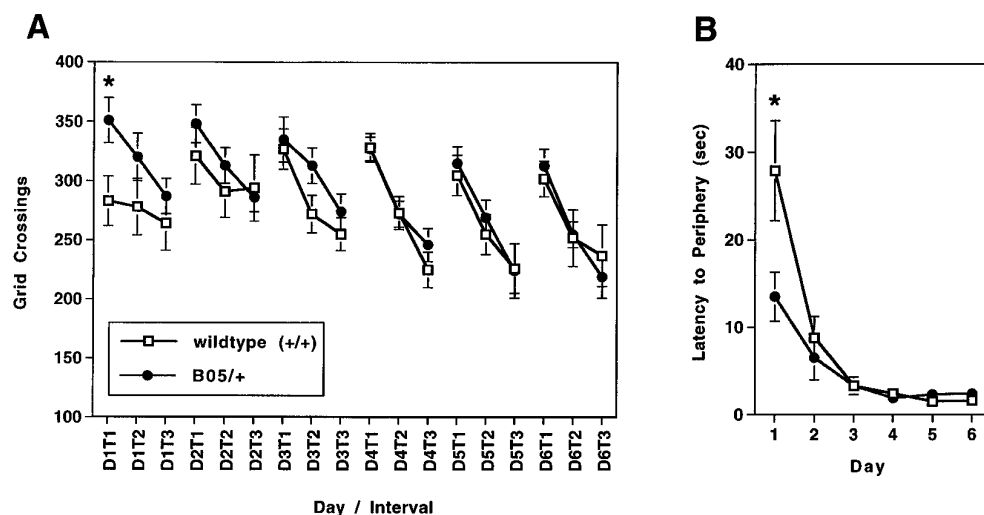 A
*
400
350
300
250
200
150
100
Grid Crossings
wildtype (+/+)
B05/+
D1T1
D1T2
D1T3
D2T1
D2T2
D2T3
D3T1
D3T2
D3T3
D4T1
D4T2
D4T3
D5T1
D5T2
D5T3
D6T1
D6T2
D6T3
Day / Interval
B
*
40
30
20
10
0
Latency to Periphery (sec)
1 2 3 4 5 6
Day